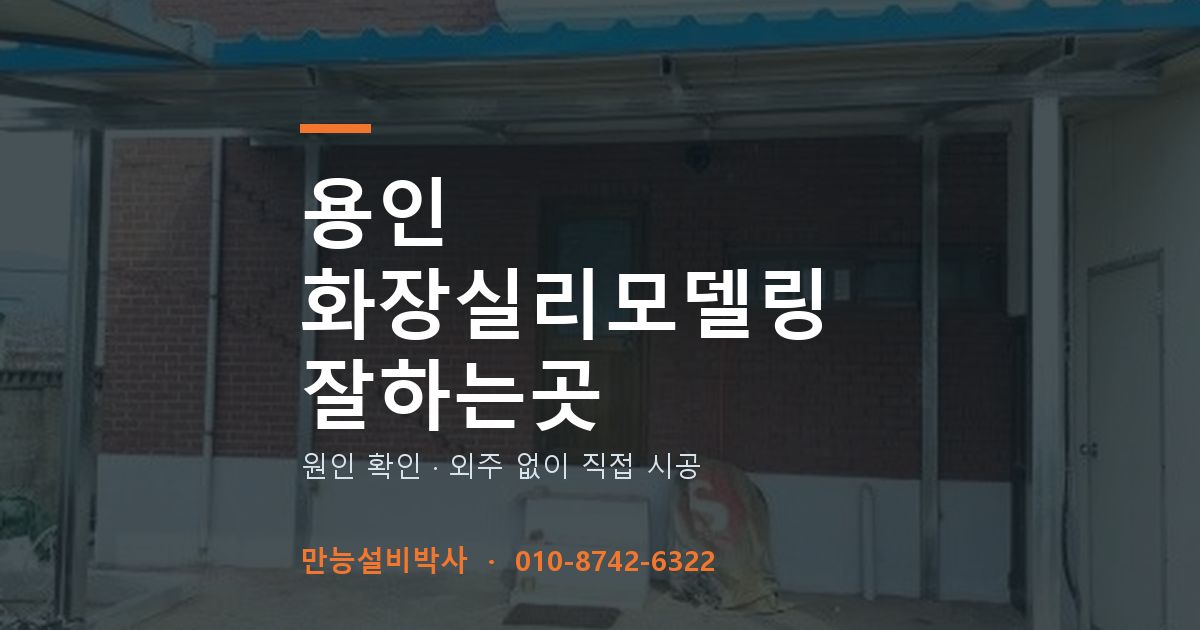 용인
화장실리모델링
잘하는곳
원인 확인 · 외주 없이 직접 시공
만능설비박사 · 010-8742-6322
S